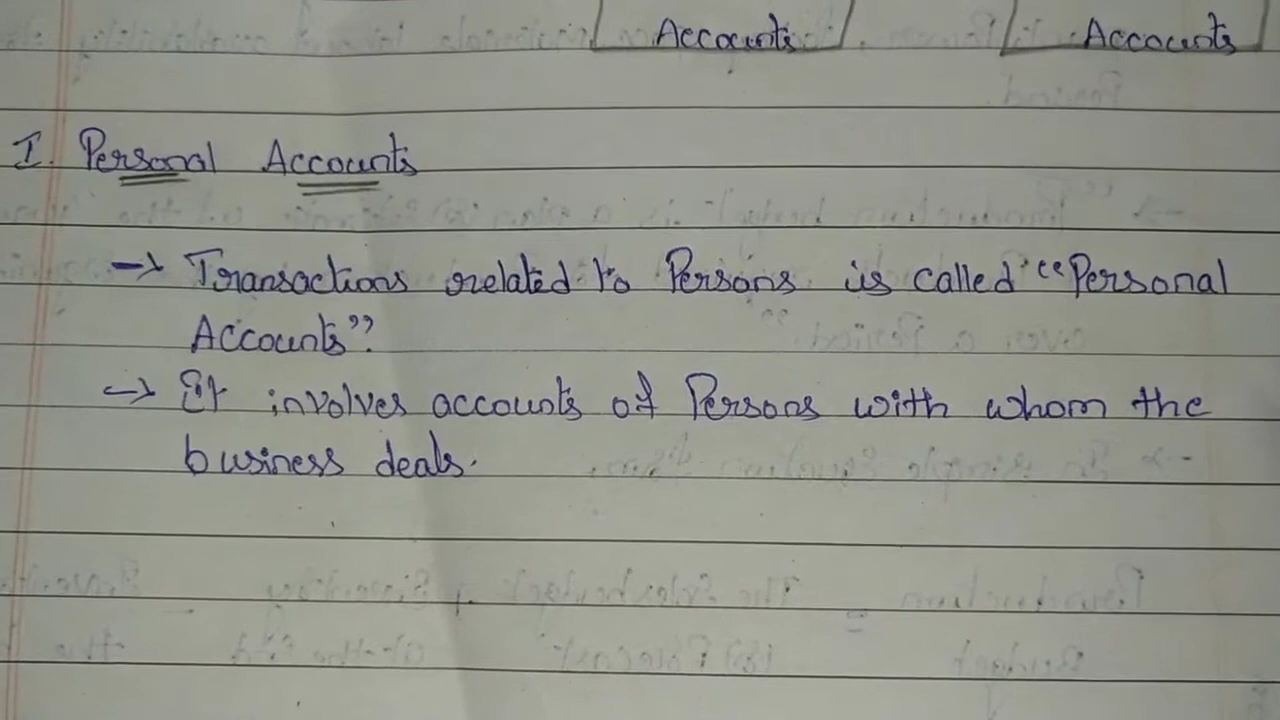 Accounts Accounts
I. Personal Accounts
→ Transactions related to Persons is called "Personal
Accounts"
→ It involves accounts of Persons with whom the
business deals.